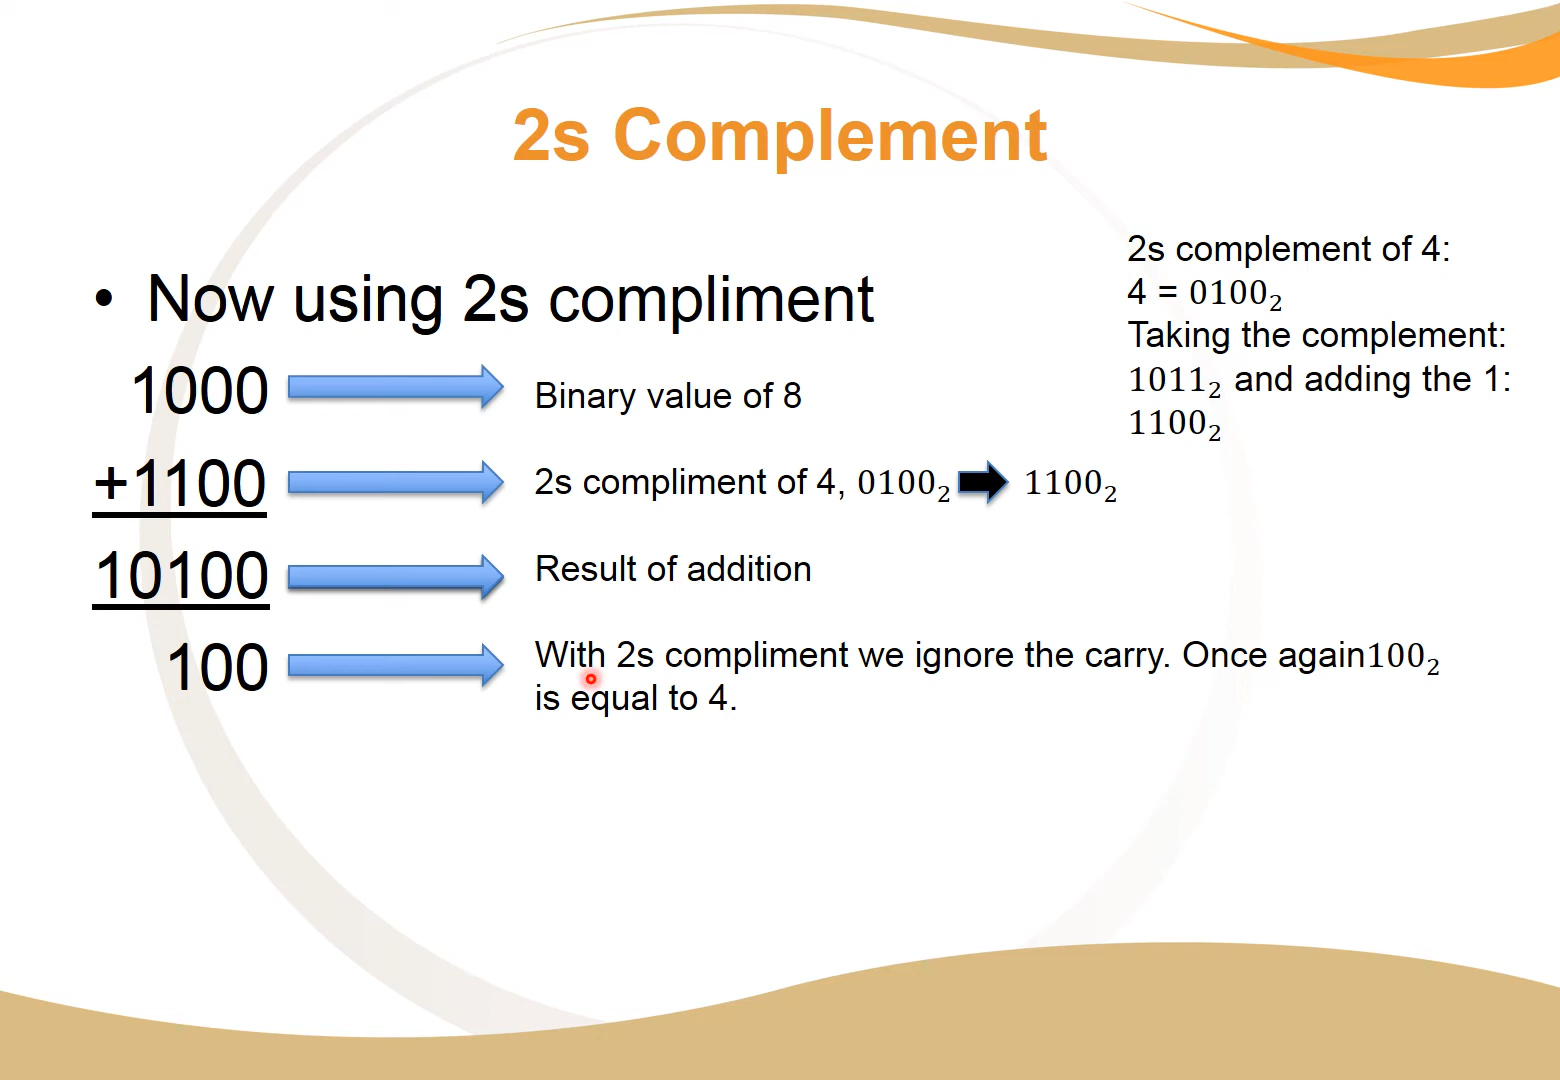 2s Complement
2s complement of 4:
4 = 0100₂
Taking the complement:
1011₂ and adding the 1:
1100₂
• Now using 2s compliment
1000 Binary value of 8
+1100 2s compliment of 4, 0100₂ 1100₂
10100 Result of addition
100 With 2s compliment we ignore the carry. Once again100₂
is equal to 4.